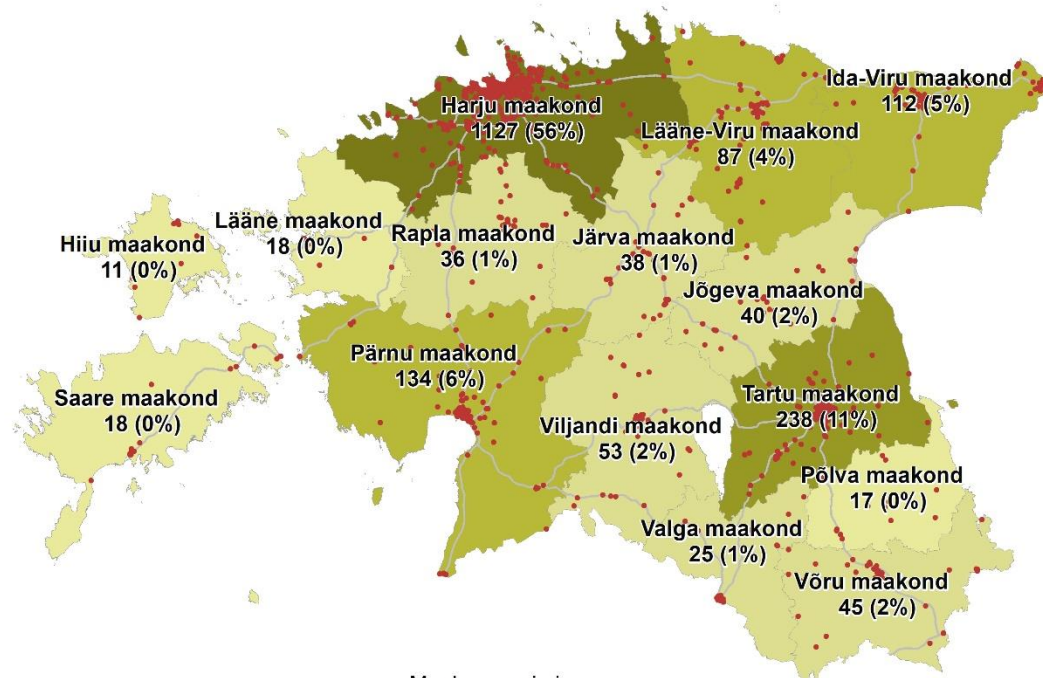 Ida-Viru maakond
112 (5%)
Harju maakond
1127 (56%)
Lääne-Viru maakond
87 (4%)
Lääne maakond
18 (0%)
Hiiu maakond
11 (0%)
Rapla maakond
36 (1%)
Järva maakond
38 (1%)
Jõgeva maakond
40 (2%)
Pärnu maakond
134 (6%)
Saare maakond
18 (0%)
Tartu maakond
238 (11%)
Viljandi maakond
53 (2%)
Põlva maakond
17 (0%)
Valga maakond
25 (1%)
Võru maakond
45 (2%)